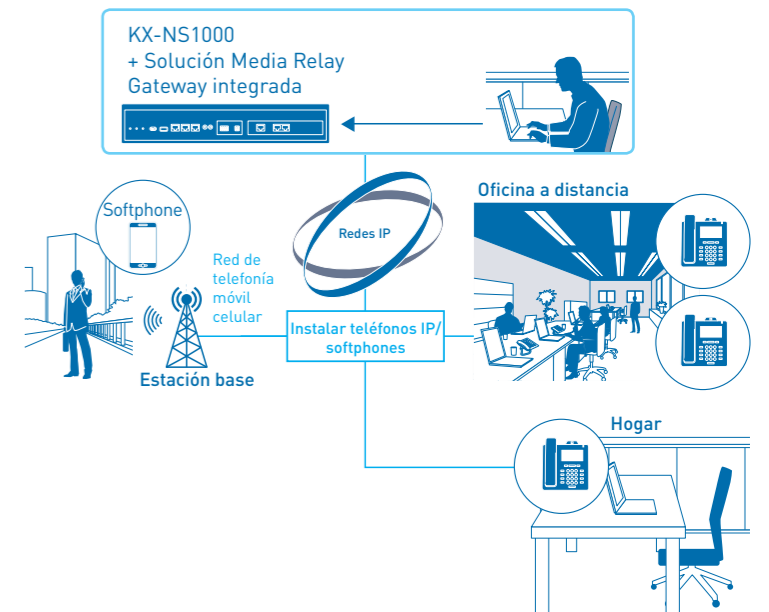 KX-NS1000
+ Solución Media Relay
Gateway integrada
Softphone
Redes IP
Oficina a distancia
Red de
telefonía
móvil
celular
Instalar teléfonos IP/
softphones
Estación base
Hogar